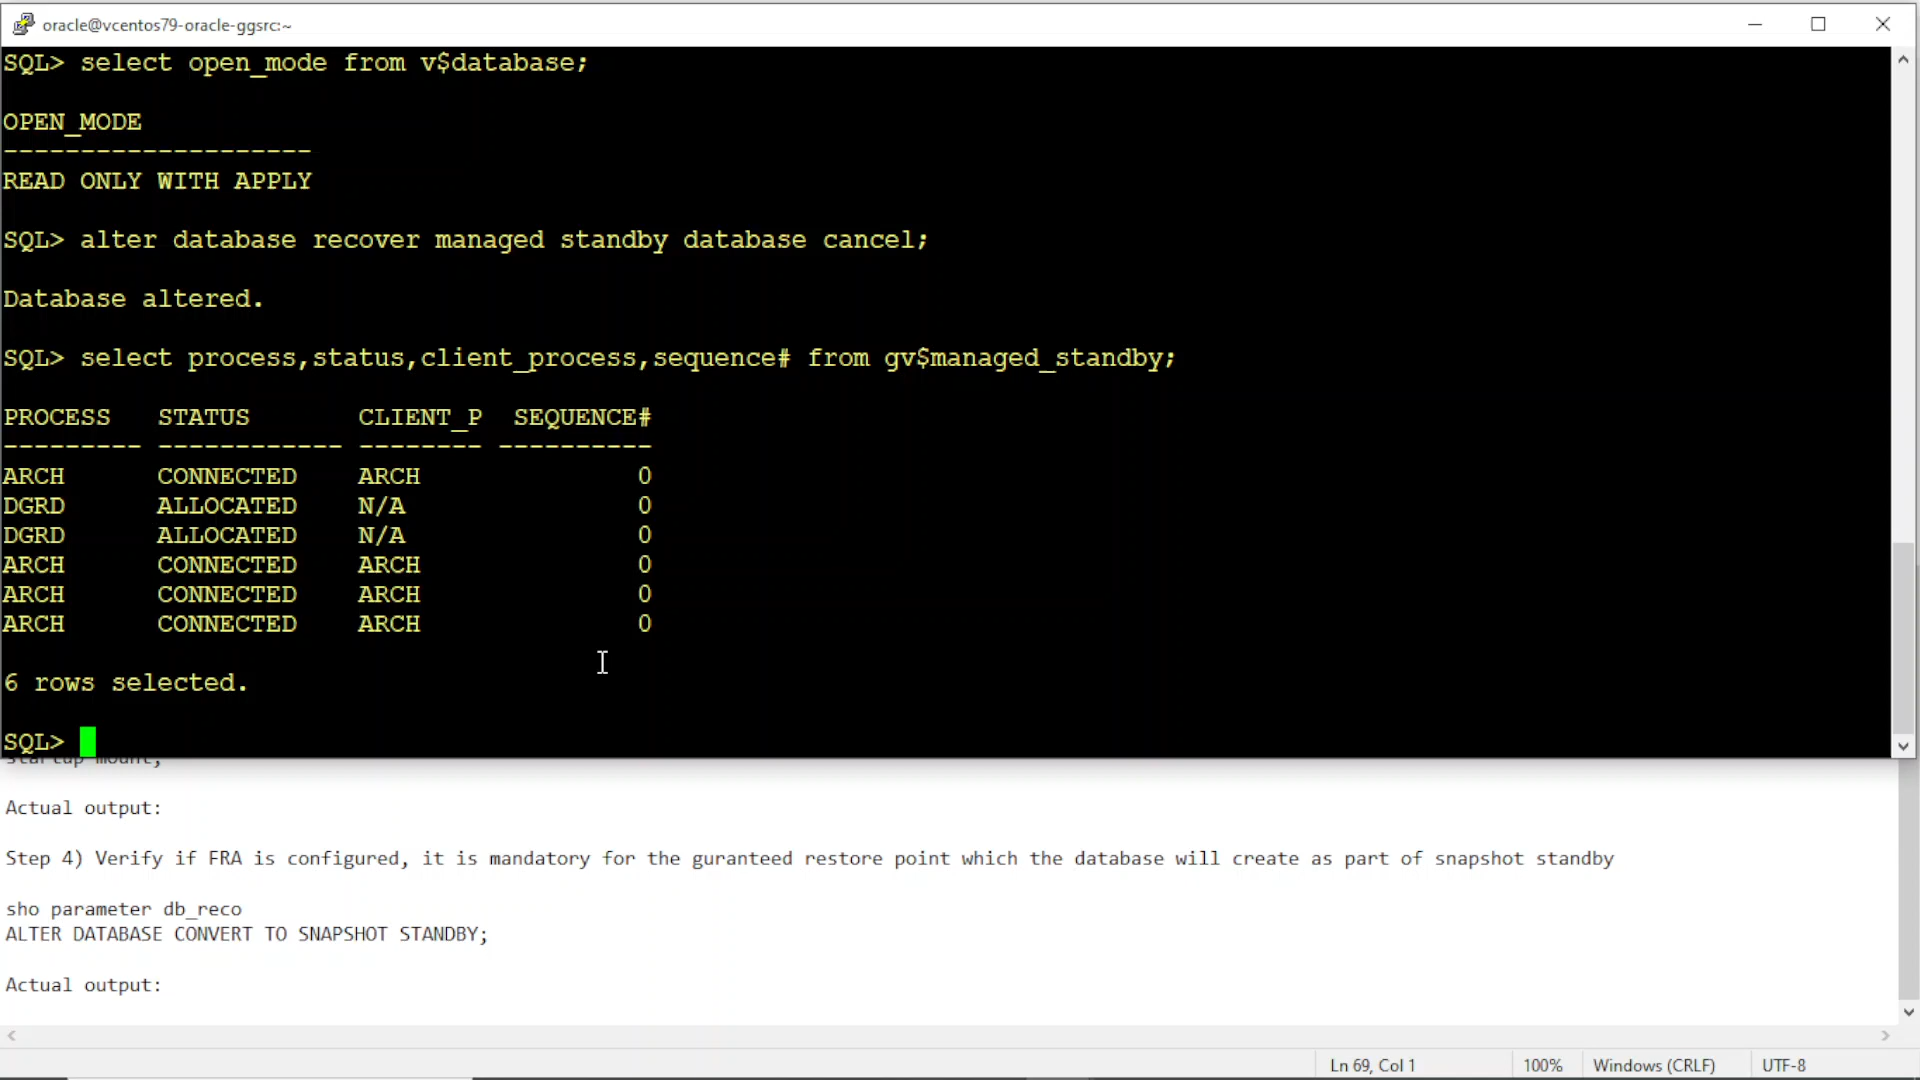 oracle@vcentos79-oracle-ggsrc:~
SQL> select open_mode from v$database;
OPEN_MODE
--------------------
READ ONLY WITH APPLY
SQL> alter database recover managed standby database cancel;
Database altered.
SQL> select process,status,client_process,sequence# from gv$managed_standby;
PROCESS   STATUS       CLIENT_P  SEQUENCE#
--------- ------------ -------- ----------
ARCH      CONNECTED    ARCH              0
DGRD      ALLOCATED    N/A               0
DGRD      ALLOCATED    N/A               0
ARCH      CONNECTED    ARCH              0
ARCH      CONNECTED    ARCH              0
ARCH      CONNECTED    ARCH              0
6 rows selected.
SQL>
startup mount;
Actual output:
Step 4) Verify if FRA is configured, it is mandatory for the guranteed restore point which the database will create as part of snapshot standby
sho parameter db_reco
ALTER DATABASE CONVERT TO SNAPSHOT STANDBY;
Actual output:
Ln 69, Col 1 100% Windows (CRLF) UTF-8